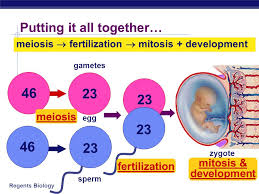 Putting it all together…
meiosis → fertilization → mitosis + development
gametes
46
23
23
meiosis
egg
46
23
23
zygote
fertilization
mitosis &
development
sperm
Regents Biology